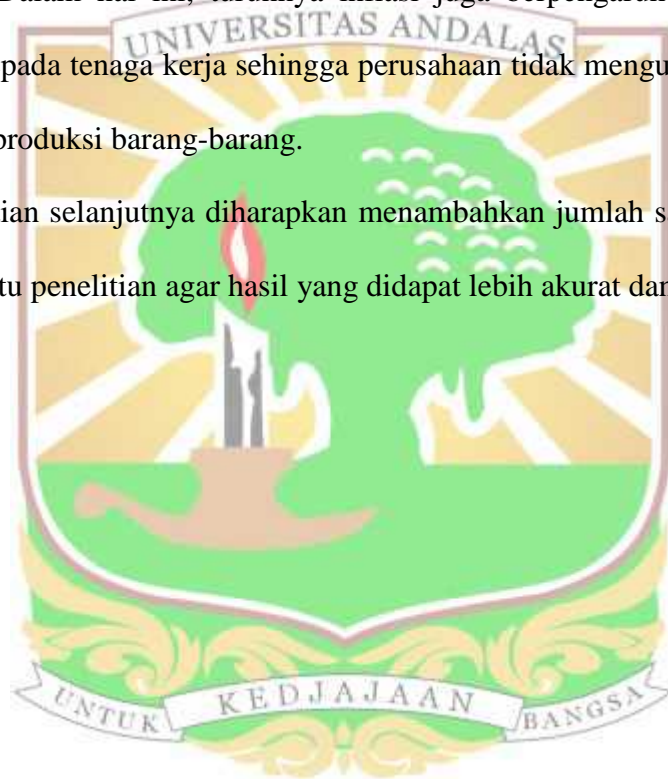 Dalam hal ini, turunnya inflasi juga berpengaruh
UNIVERSITAS ANDALAS
pada tenaga kerja sehingga perusahaan tidak mengu
produksi barang-barang.
ian selanjutnya diharapkan menambahkan jumlah s
tu penelitian agar hasil yang didapat lebih akurat dan
UNTUK KEDJAJAAN BANGSA